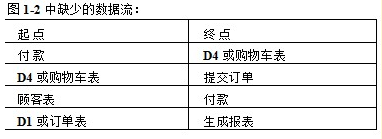 图 1-2 中缺少的数据流：
起点 终点
付款 D4 或购物车表
D4 或购物车表 提交订单
顾客表 付款
D1 或订单表 生成报表